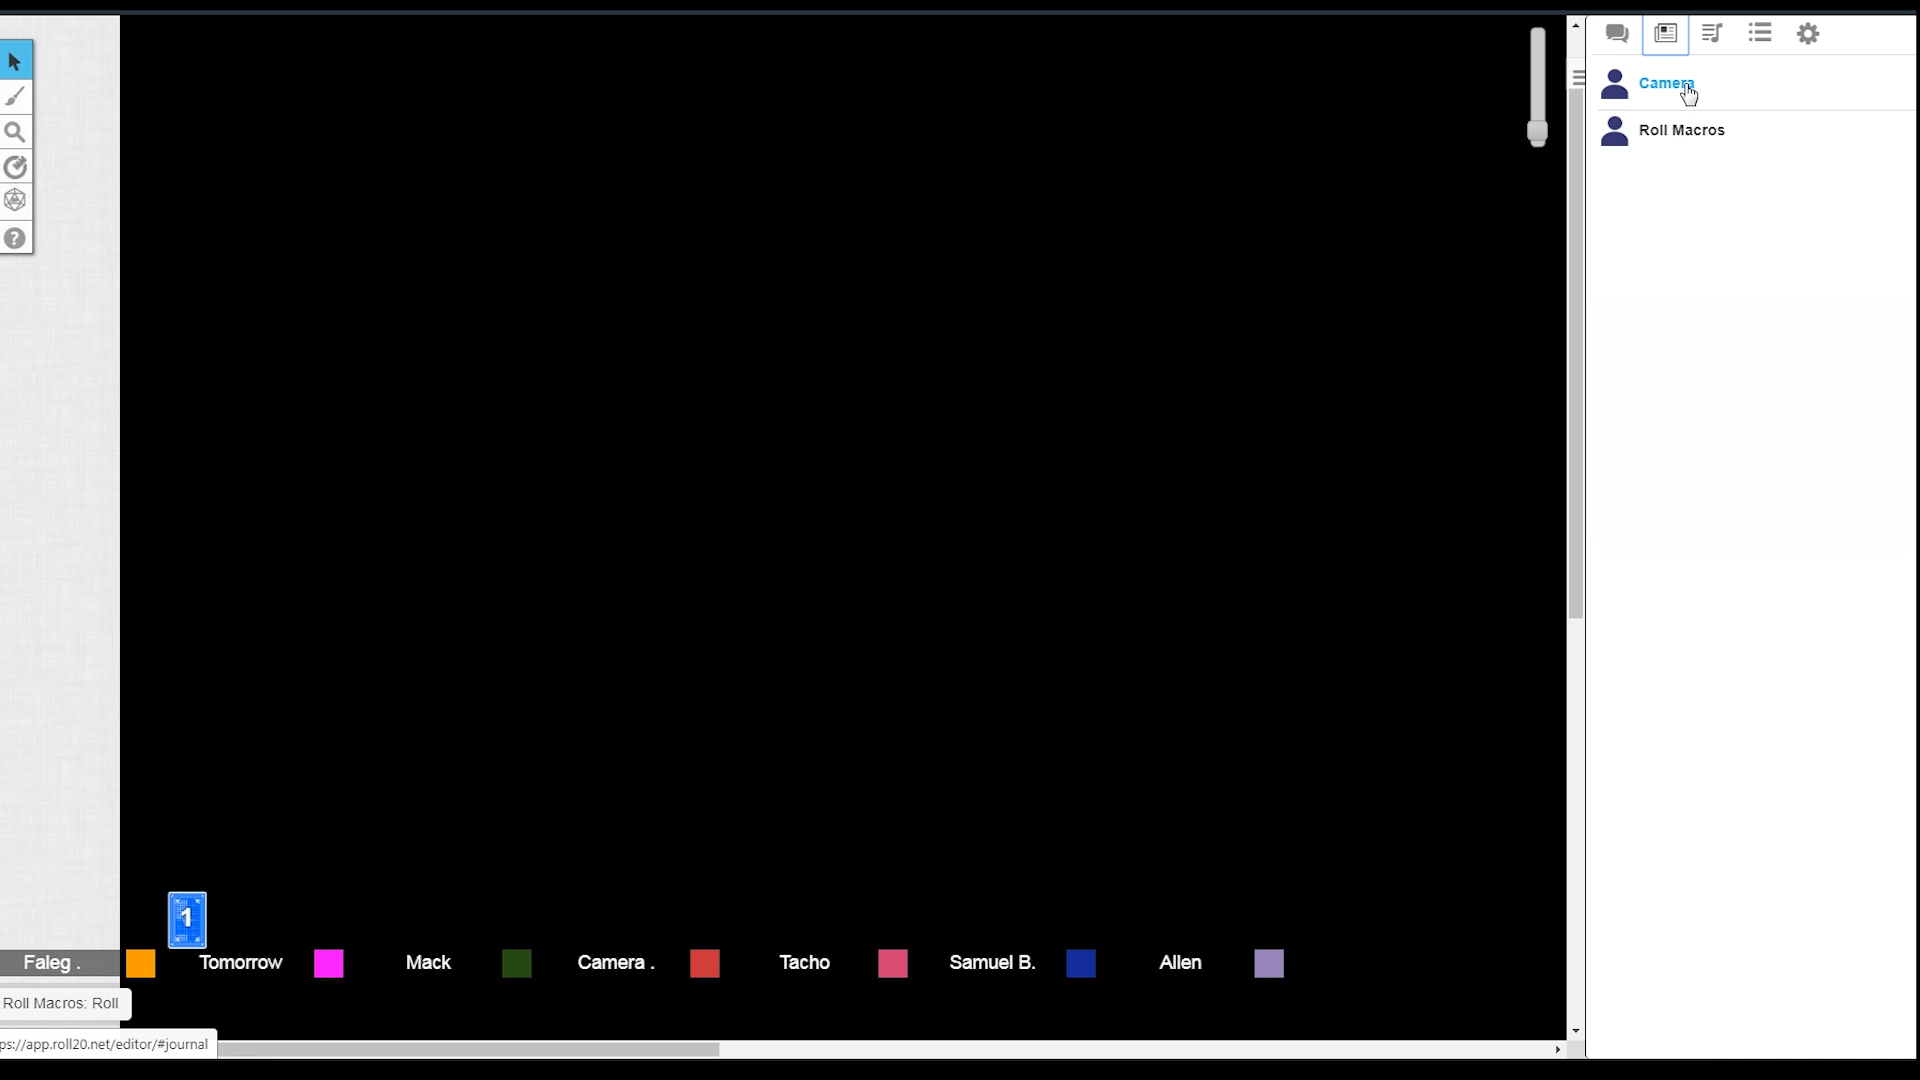 Camera
Roll Macros
1
Faleg .
Tomorrow
Mack
Camera .
Tacho
Samuel B.
Allen
Roll Macros: Roll
ps://app.roll20.net/editor/#journal